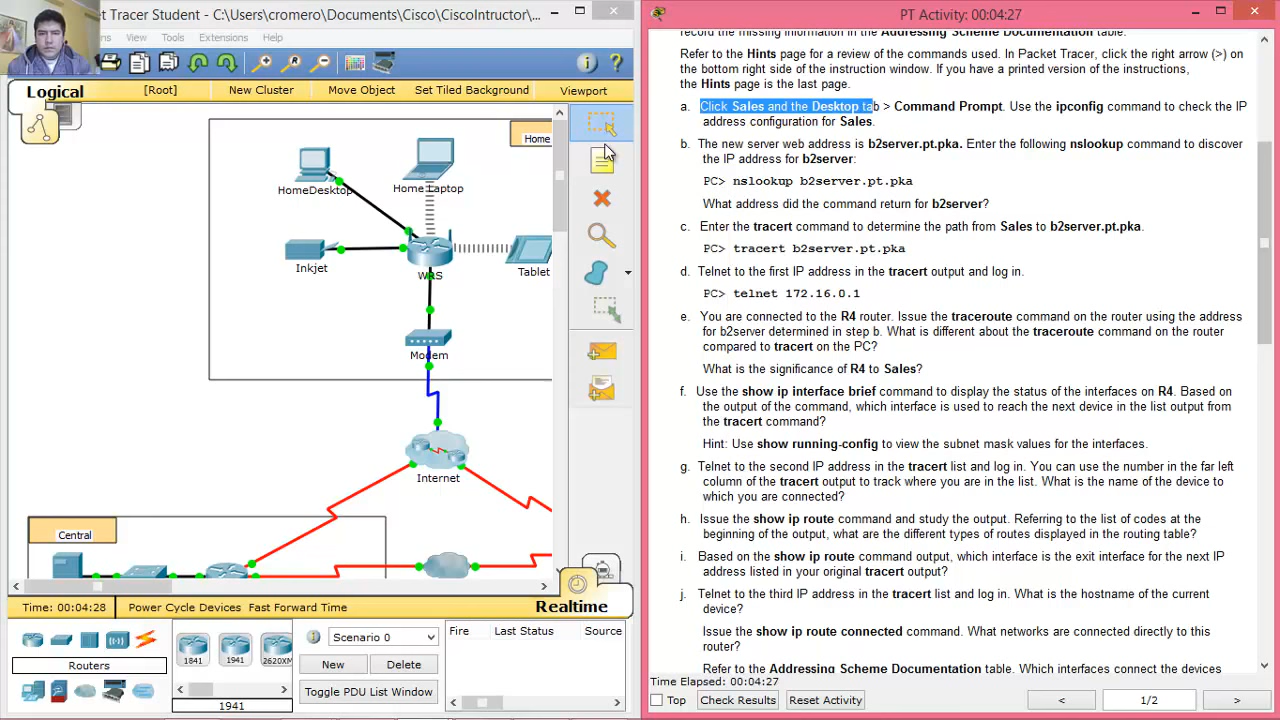 et Tracer Student - C:\Users\cromero\Documents\Cisco\CiscoIntructor\...
PT Activity: 00:04:27
View Tools Extensions Help
Logical [Root] New Cluster Move Object Set Tiled Background Viewport
Home
HomeDesktop
Home Laptop
Inkjet
WRS
Tablet
Modem
Internet
Central
Time: 00:04:28 Power Cycle Devices Fast Forward Time
Realtime
Routers
1841
1941
2620XM
1941
Scenario 0
New Delete
Toggle PDU List Window
Fire Last Status Source
record the missing information in the Addressing Scheme Documentation table.
Refer to the Hints page for a review of the commands used. In Packet Tracer, click the right arrow (>) on
the bottom right side of the instruction window. If you have a printed version of the instructions,
the Hints page is the last page.
a. Click Sales and the Desktop tab > Command Prompt. Use the ipconfig command to check the IP
address configuration for Sales.
b. The new server web address is b2server.pt.pka. Enter the following nslookup command to discover
the IP address for b2server:
PC> nslookup b2server.pt.pka
What address did the command return for b2server?
c. Enter the tracert command to determine the path from Sales to b2server.pt.pka.
PC> tracert b2server.pt.pka
d. Telnet to the first IP address in the tracert output and log in.
PC> telnet 172.16.0.1
e. You are connected to the R4 router. Issue the traceroute command on the router using the address
for b2server determined in step b. What is different about the traceroute command on the router
compared to tracert on the PC?
What is the significance of R4 to Sales?
f. Use the show ip interface brief command to display the status of the interfaces on R4. Based on
the output of the command, which interface is used to reach the next device in the list output from
the tracert command?
Hint: Use show running-config to view the subnet mask values for the interfaces.
g. Telnet to the second IP address in the tracert list and log in. You can use the number in the far left
column of the tracert output to track where you are in the list. What is the name of the device to
which you are connected?
h. Issue the show ip route command and study the output. Referring to the list of codes at the
beginning of the output, what are the different types of routes displayed in the routing table?
i. Based on the show ip route command output, which interface is the exit interface for the next IP
address listed in your original tracert output?
j. Telnet to the third IP address in the tracert list and log in. What is the hostname of the current
device?
Issue the show ip route connected command. What networks are connected directly to this
router?
Refer to the Addressing Scheme Documentation table. Which interfaces connect the devices
Time Elapsed: 00:04:27
Top Check Results Reset Activity < 1/2 >